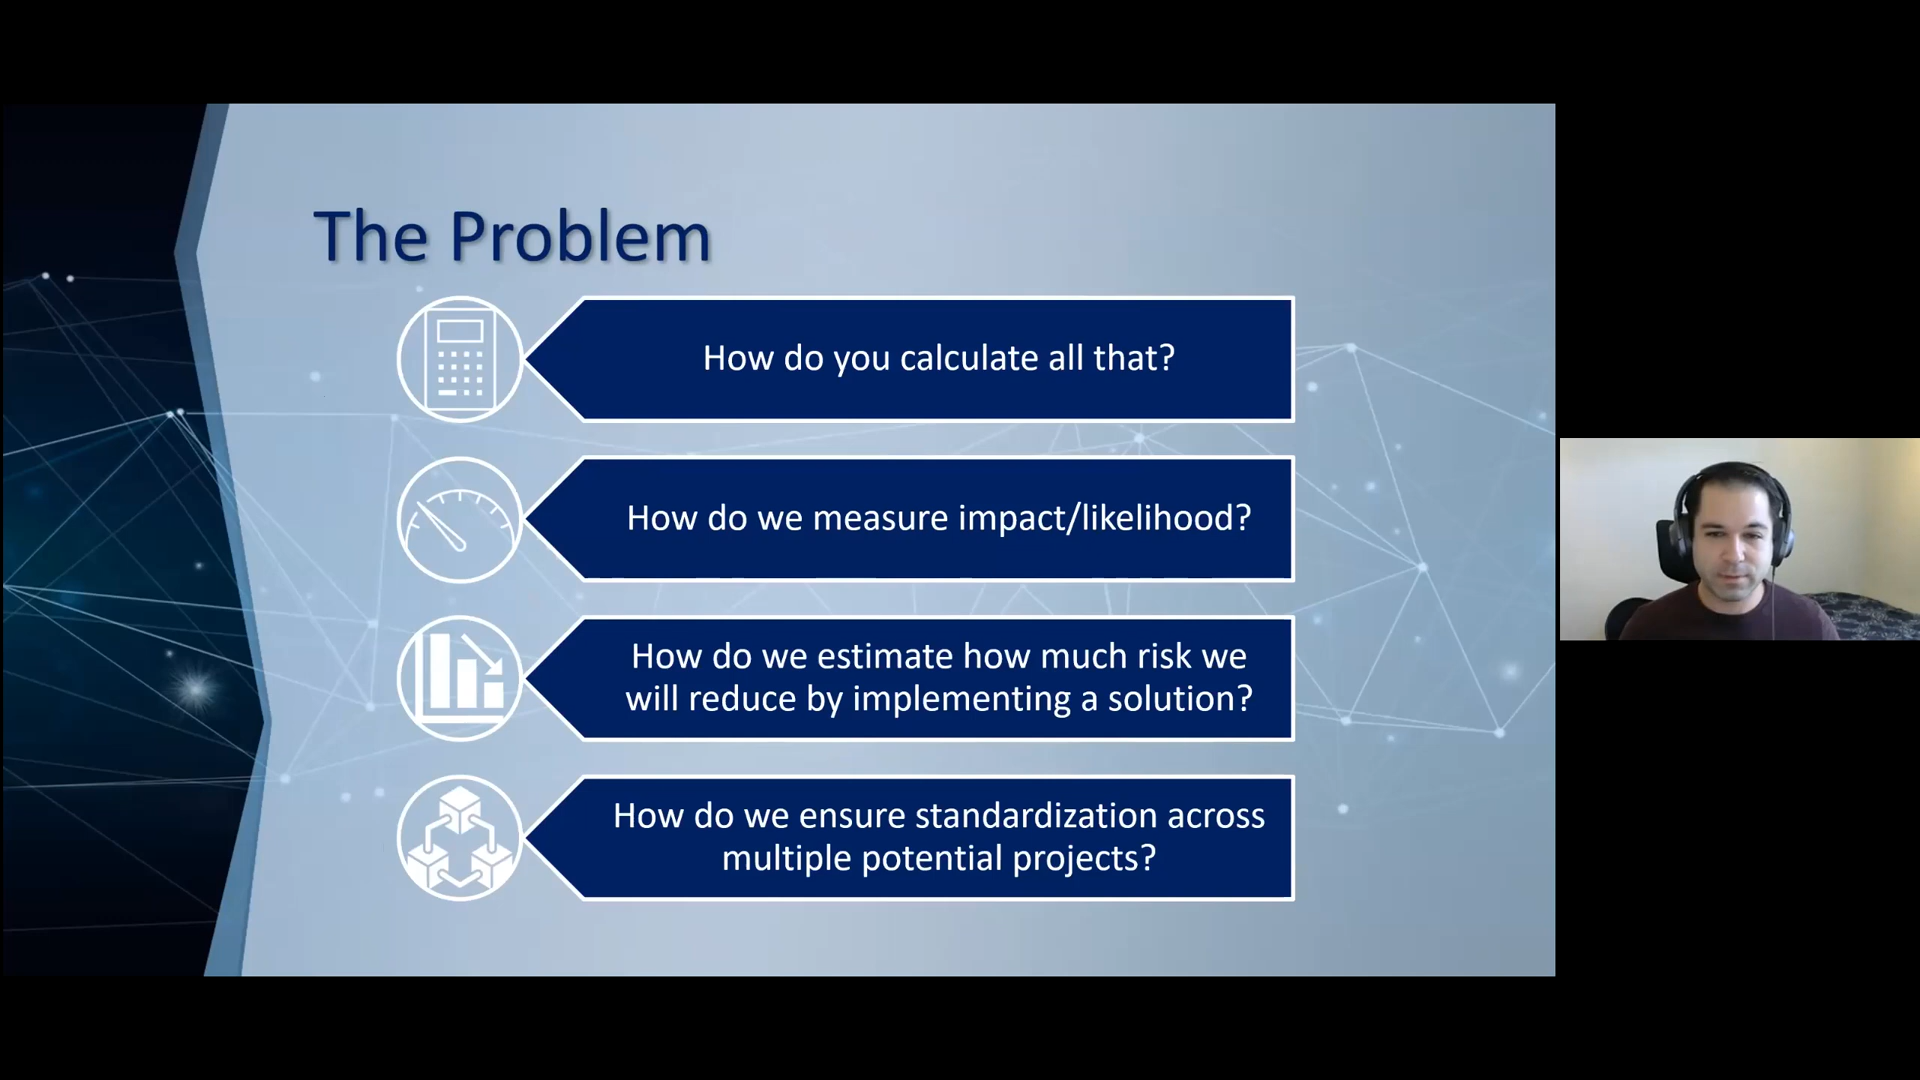 The Problem
How do you calculate all that?
How do we measure impact/likelihood?
How do we estimate how much risk we
will reduce by implementing a solution?
How do we ensure standardization across
multiple potential projects?